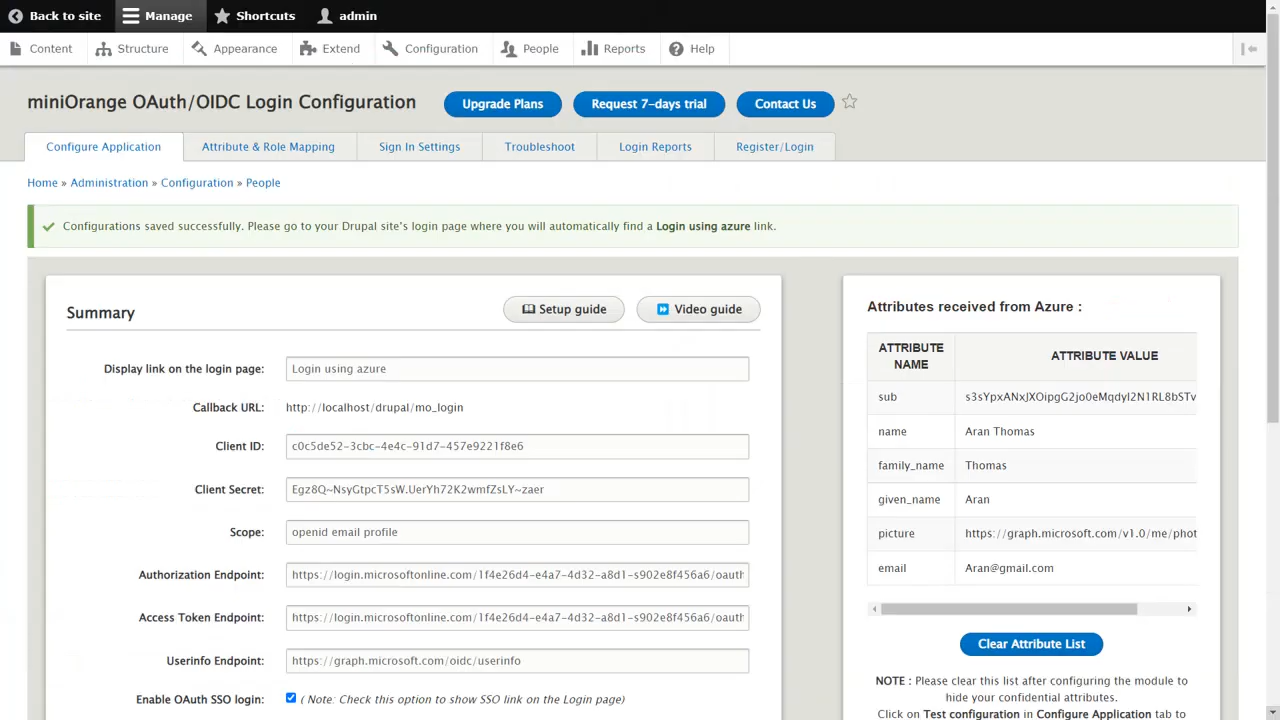 Back to site
Manage
Shortcuts
admin
Content
Structure
Appearance
Extend
Configuration
People
Reports
Help
miniOrange OAuth/OIDC Login Configuration
Upgrade Plans
Request 7-days trial
Contact Us
Configure Application
Attribute & Role Mapping
Sign In Settings
Troubleshoot
Login Reports
Register/Login
Home » Administration » Configuration » People
Configurations saved successfully. Please go to your Drupal site's login page where you will automatically find a Login using azure link.
Summary
Setup guide
Video guide
Display link on the login page: Login using azure
Callback URL: http://localhost/drupal/mo_login
Client ID: c0c5de52-3cbc-4e4c-91d7-457e9221f8e6
Client Secret: Egz8Q~NsyGtpcT5sW.UerYh72K2wmfZsLY~zaer
Scope: openid email profile
Authorization Endpoint: https://login.microsoftonline.com/1f4e26d4-e4a7-4d32-a8d1-s902e8f456a6/oauth
Access Token Endpoint: https://login.microsoftonline.com/1f4e26d4-e4a7-4d32-a8d1-s902e8f456a6/oauth
Userinfo Endpoint: https://graph.microsoft.com/oidc/userinfo
Enable OAuth SSO login: ( Note: Check this option to show SSO link on the Login page)
Attributes received from Azure :
ATTRIBUTE NAME ATTRIBUTE VALUE
sub s3sYpxANxJXOipgG2jo0eMqdyI2N1RL8bSTv
name Aran Thomas
family_name Thomas
given_name Aran
picture https://graph.microsoft.com/v1.0/me/phot
email Aran@gmail.com
Clear Attribute List
NOTE : Please clear this list after configuring the module to
hide your confidential attributes.
Click on Test configuration in Configure Application tab to